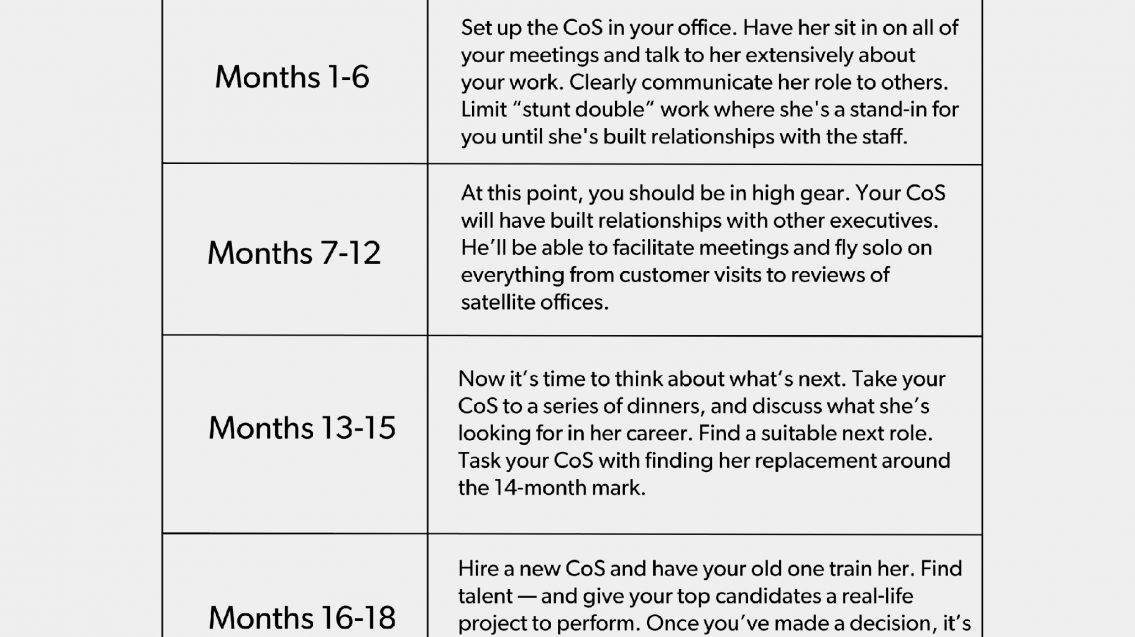 Months 1-6
Set up the CoS in your office. Have her sit in on all of
your meetings and talk to her extensively about
your work. Clearly communicate her role to others.
Limit “stunt double” work where she's a stand-in for
you until she's built relationships with the staff.
Months 7-12
At this point, you should be in high gear. Your CoS
will have built relationships with other executives.
He’ll be able to facilitate meetings and fly solo on
everything from customer visits to reviews of
satellite offices.
Months 13-15
Now it‘s time to think about what‘s next. Take your
CoS to a series of dinners, and discuss what she’s
looking for in her career. Find a suitable next role.
Task your CoS with finding her replacement around
the 14-month mark.
Months 16-18
Hire a new CoS and have your old one train her. Find
talent — and give your top candidates a real-life
project to perform. Once you’ve made a decision, it’s